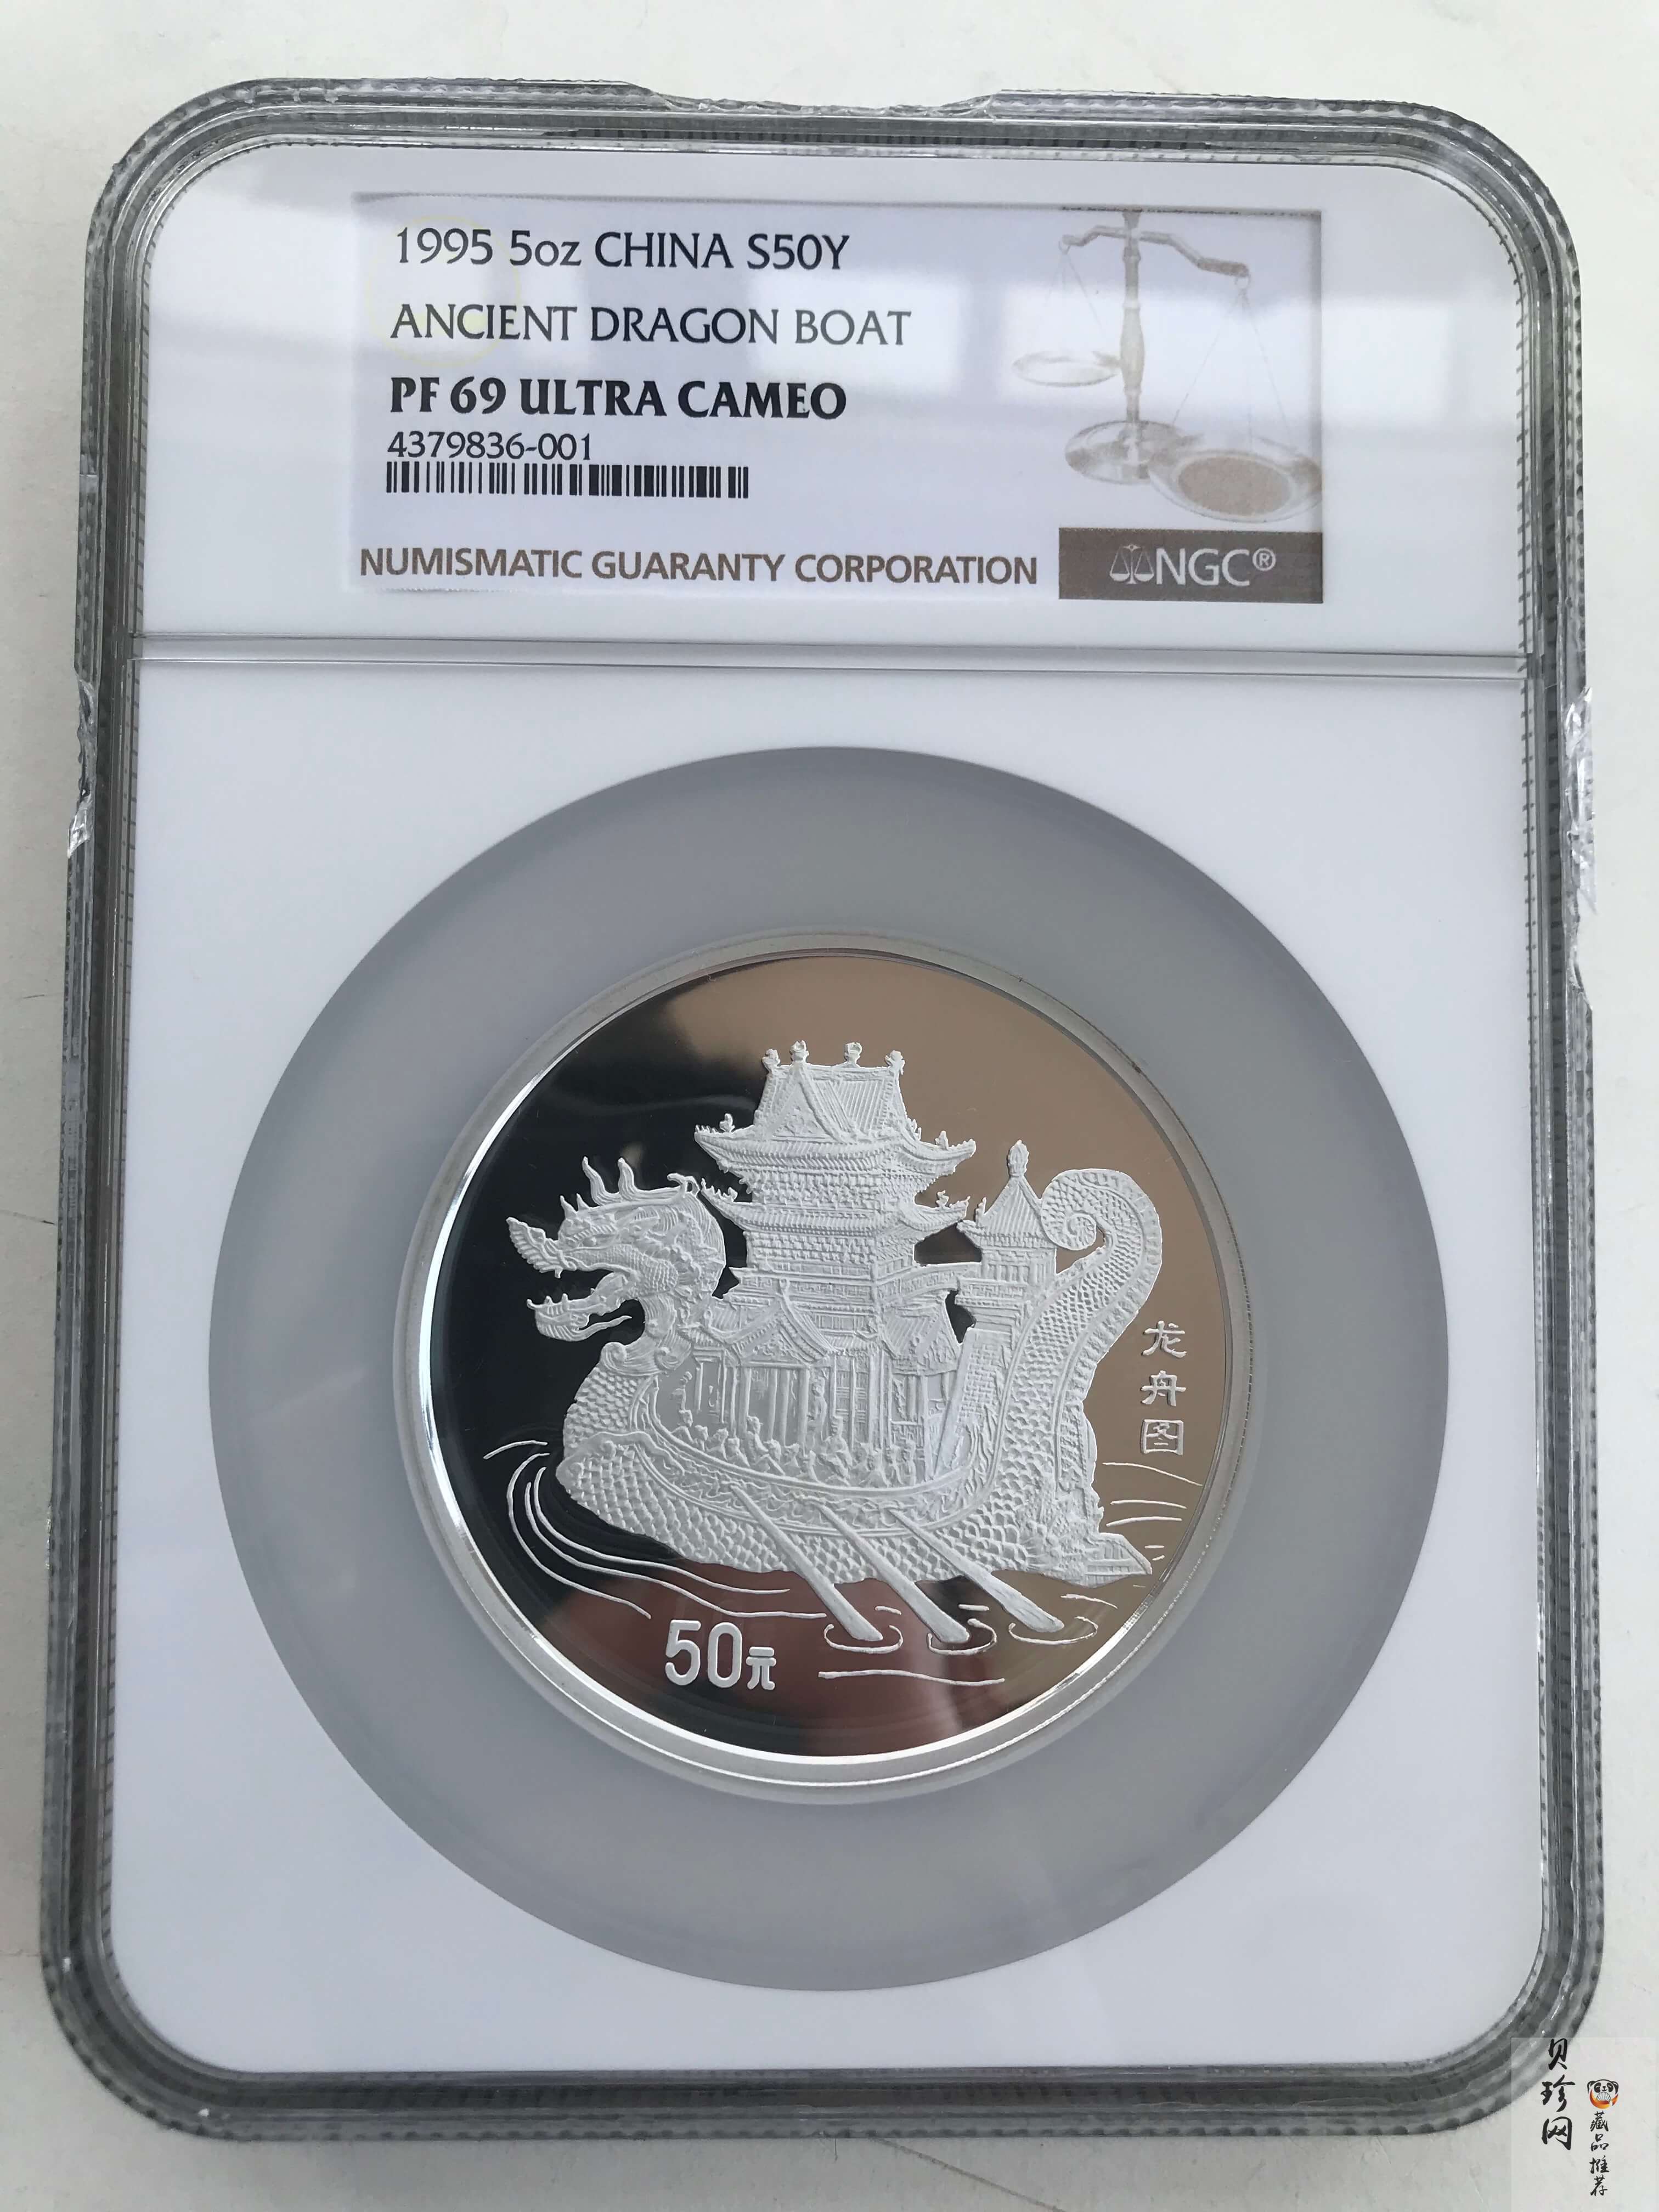 1995 5oz CHINA S50Y
ANCIENT DRAGON BOAT
PF 69 ULTRA CAMEO
4379836-001
NUMISMATIC GUARANTY CORPORATION
NGC®
龙舟图
50元
贝珍网
藏品推荐